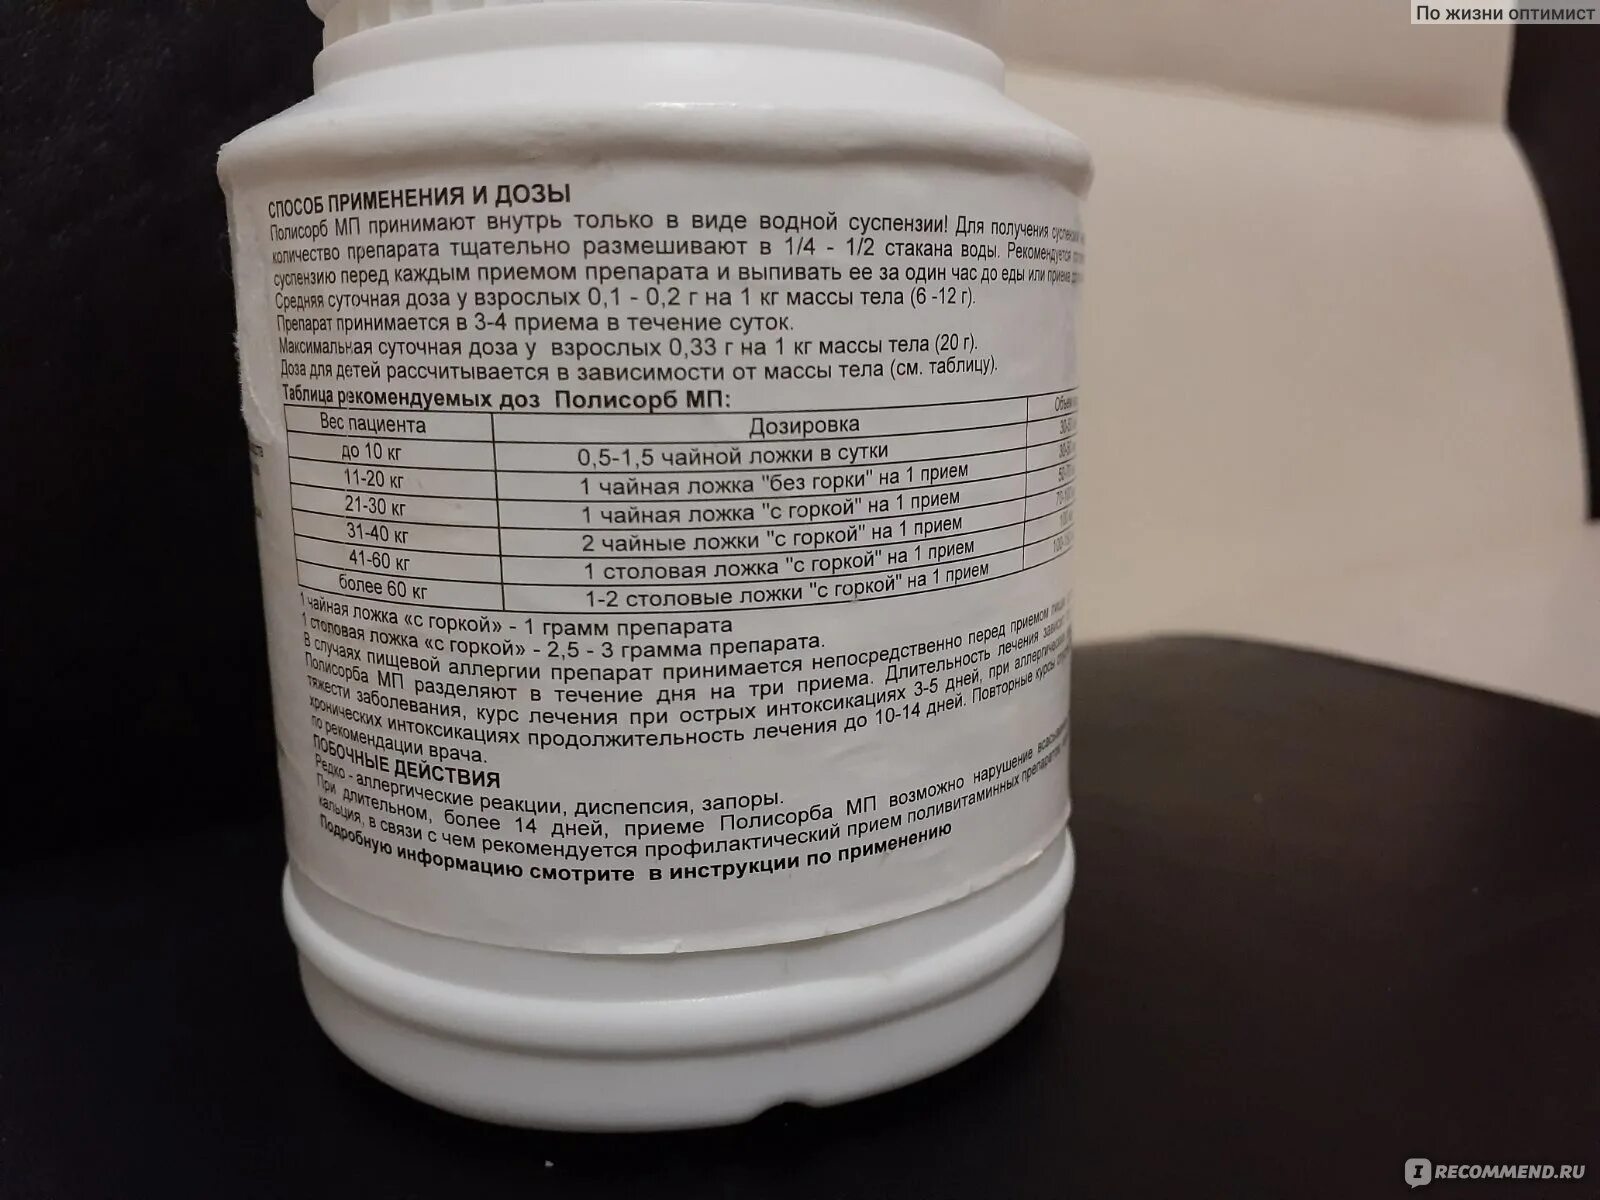 По жизни оптимист
СПОСОБ ПРИМЕНЕНИЯ И ДОЗЫ
Полисорб МП принимают внутрь только в виде водной суспензии! Для получения
количество препарата тщательно размешивают в 1/4 - 1/2 стакана воды. Рекомендуется
суспензию перед каждым приемом препарата и выпивать ее за один час до еды или приема
Средняя суточная доза у взрослых 0,1 - 0,2 г на 1 кг массы тела (6 -12 г).
Препарат принимается в 3-4 приема в течение суток.
Максимальная суточная доза у взрослых 0,33 г на 1 кг массы тела (20 г).
Доза для детей рассчитывается в зависимости от массы тела (см. таблицу).
Таблица рекомендуемых доз Полисорб МП:
Вес пациента Дозировка
до 10 кг 0,5-1,5 чайной ложки в сутки
11-20 кг 1 чайная ложка "без горки" на 1 прием
21-30 кг 1 чайная ложка "с горкой" на 1 прием
31-40 кг 2 чайные ложки "с горкой" на 1 прием
41-60 кг 1 столовая ложка "с горкой" на 1 прием
более 60 кг 1-2 столовые ложки "с горкой" на 1 прием
1 чайная ложка «с горкой» - 1 грамм препарата
1 столовая ложка «с горкой» - 2,5 - 3 грамма препарата.
В случаях пищевой аллергии препарат принимается непосредственно перед приемом пищи
Полисорба МП разделяют в течение дня на три приема. Длительность лечения зависит
тяжести заболевания, курс лечения при острых интоксикациях 3-5 дней, при аллергических
хронических интоксикациях продолжительность лечения до 10-14 дней. Повторные курсы
по рекомендации врача.
ПОБОЧНЫЕ ДЕЙСТВИЯ
Редко - аллергические реакции, диспепсия, запоры.
При длительном, более 14 дней, приеме Полисорба МП возможно нарушение
кальция, в связи с чем рекомендуется профилактический прием поливитаминных
Подробную информацию смотрите в инструкции по применению
IRECOMMEND.RU